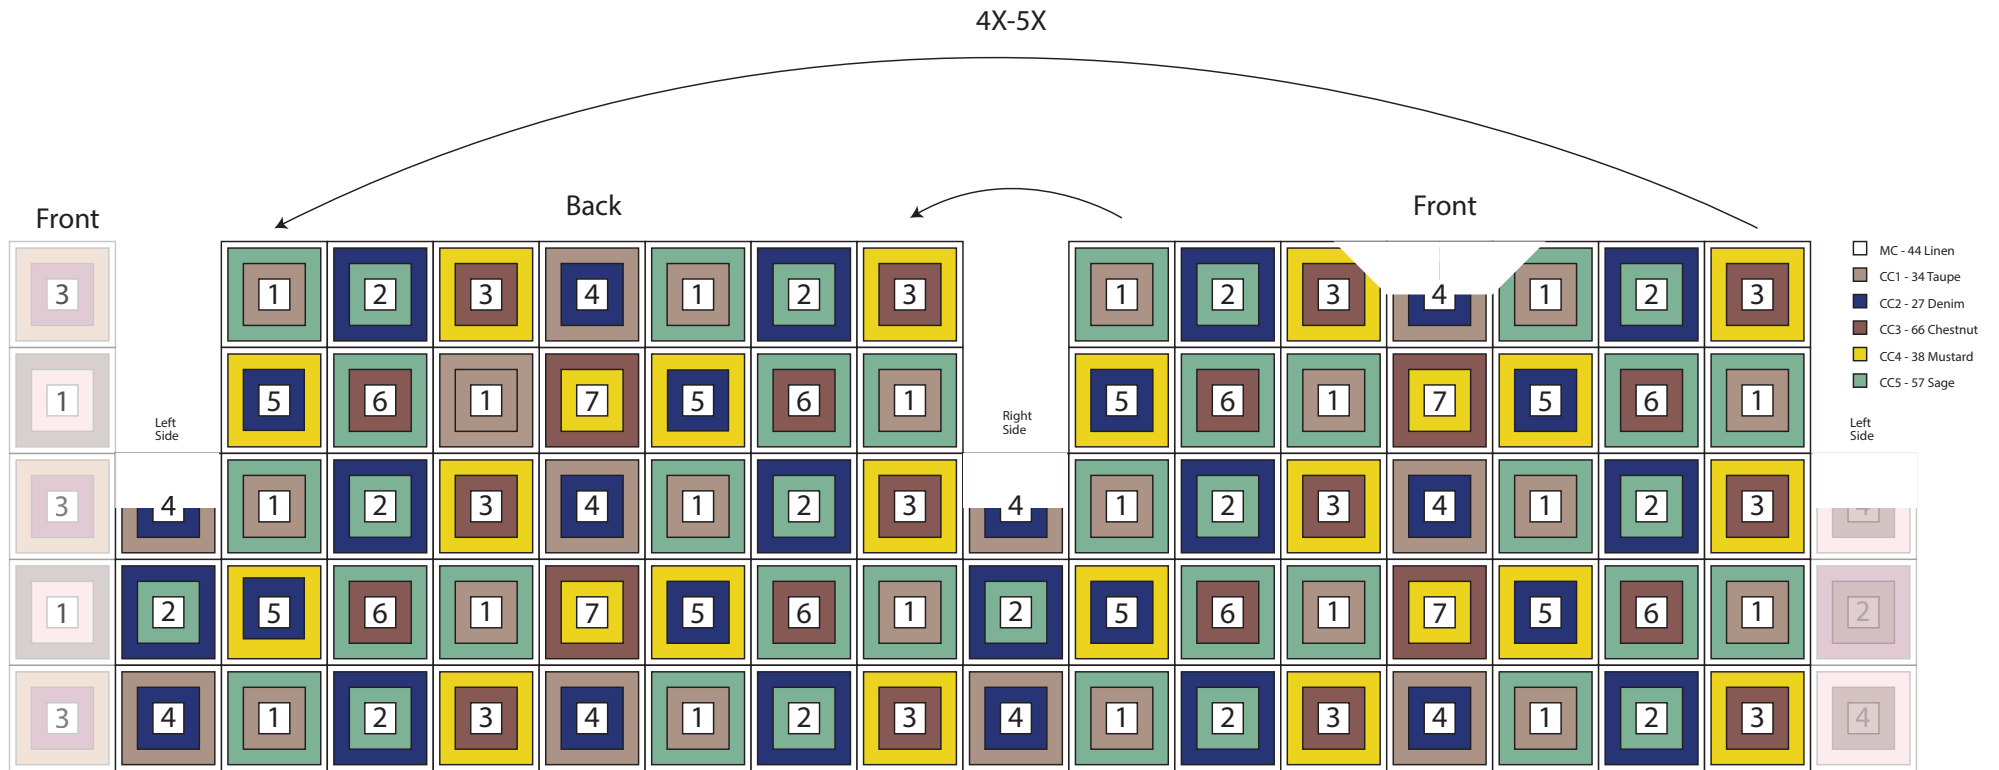 4X-5X
Front
Back
Front
3 1 2 3 4 1 2 3 1 2 3 4 1 2 3
MC - 44 Linen
CC1 - 34 Taupe
CC2 - 27 Denim
CC3 - 66 Chestnut
CC4 - 38 Mustard
CC5 - 57 Sage
1 5 6 1 7 5 6 1 5 6 1 7 5 6 1
Left
Side
Right
Side
Left
Side
3 4 1 2 3 4 1 2 3 4 1 2 3 4 1 2 3 4
1 2 5 6 1 7 5 6 1 2 5 6 1 7 5 6 1 2
3 4 1 2 3 4 1 2 3 4 1 2 3 4 1 2 3 4